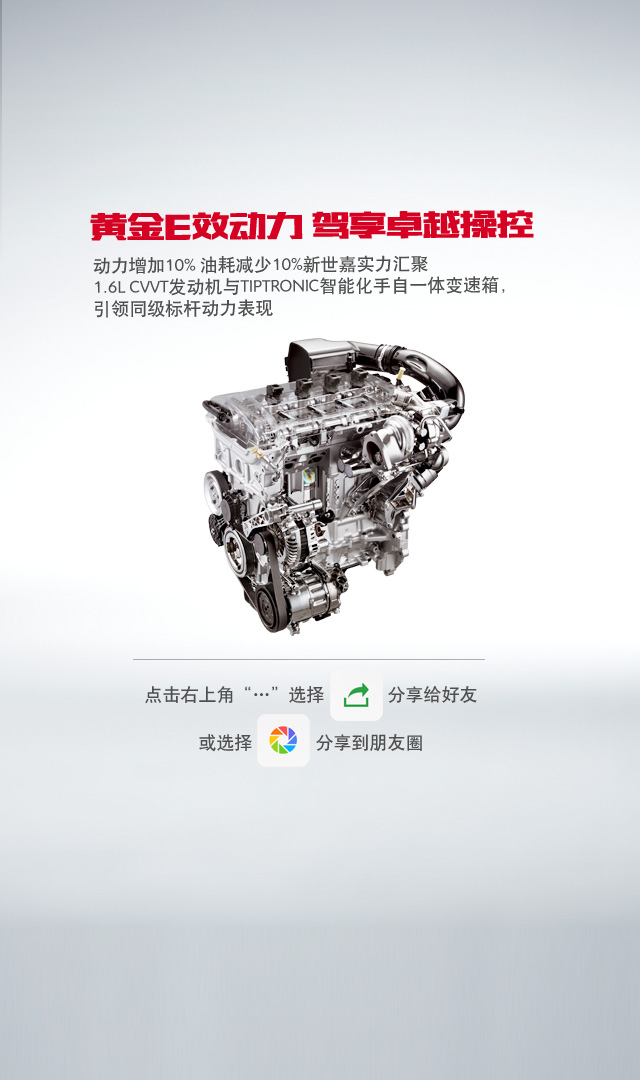 黄金E效动力 驾享卓越操控
动力增加10% 油耗减少10%新世嘉实力汇聚
1.6L CVVT发动机与TIPTRONIC智能化手自一体变速箱，
引领同级标杆动力表现
点击右上角“…”选择 分享给好友
或选择 分享到朋友圈